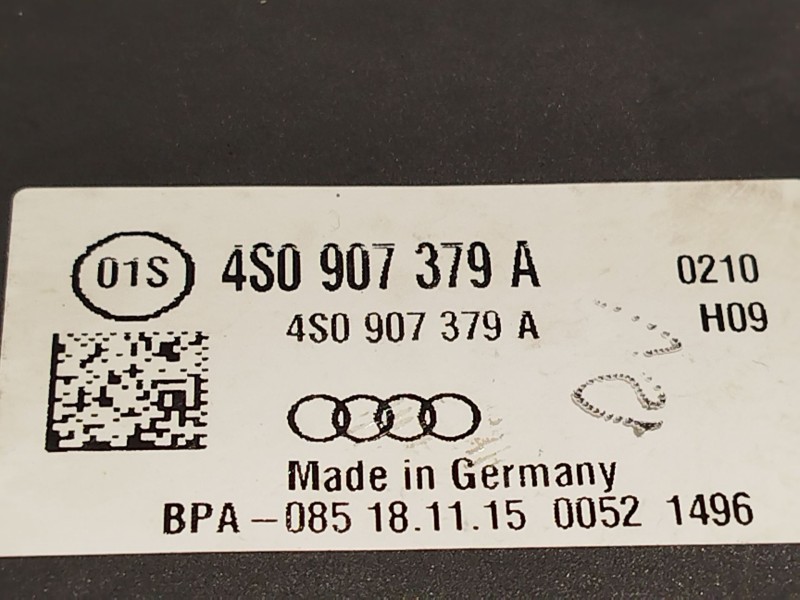 01S 4S0 907 379 A 0210
4S0 907 379 A H09
Made in Germany
BPA-085 18.11.15 0052 1496